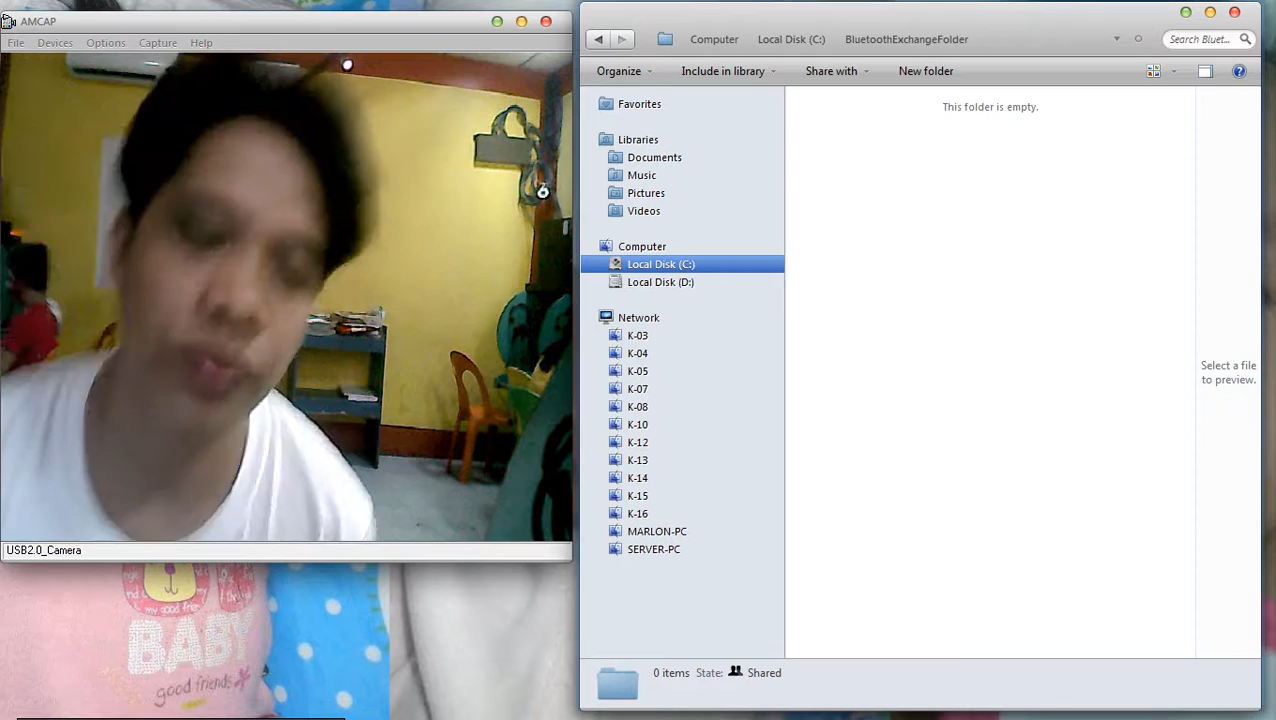 AMCAP
File Devices Options Capture Help
USB2.0_Camera
BABY
good friends
Computer Local Disk (C:) BluetoothExchangeFolder Search Bluet...
Organize Include in library Share with New folder
Favorites
This folder is empty.
Libraries
Documents
Music
Pictures
Videos
Computer
Local Disk (C:)
Local Disk (D:)
Network
K-03
K-04
K-05
K-07
K-08
K-10
K-12
K-13
K-14
K-15
K-16
MARLON-PC
SERVER-PC
Select a file
to preview.
0 items State: Shared